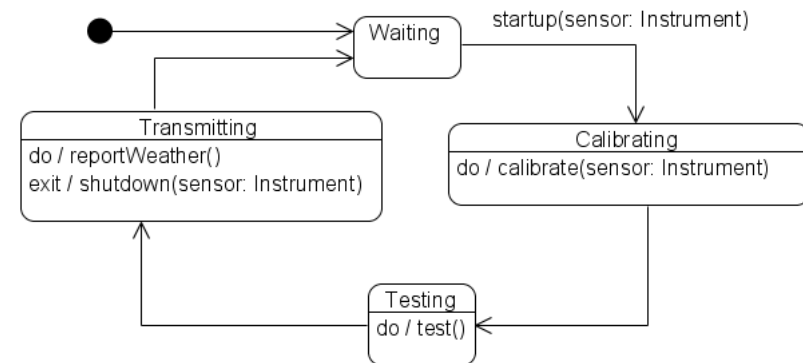 Waiting
startup(sensor: Instrument)
Transmitting
do / reportWeather()
exit / shutdown(sensor: Instrument)
Calibrating
do / calibrate(sensor: Instrument)
Testing
do / test()